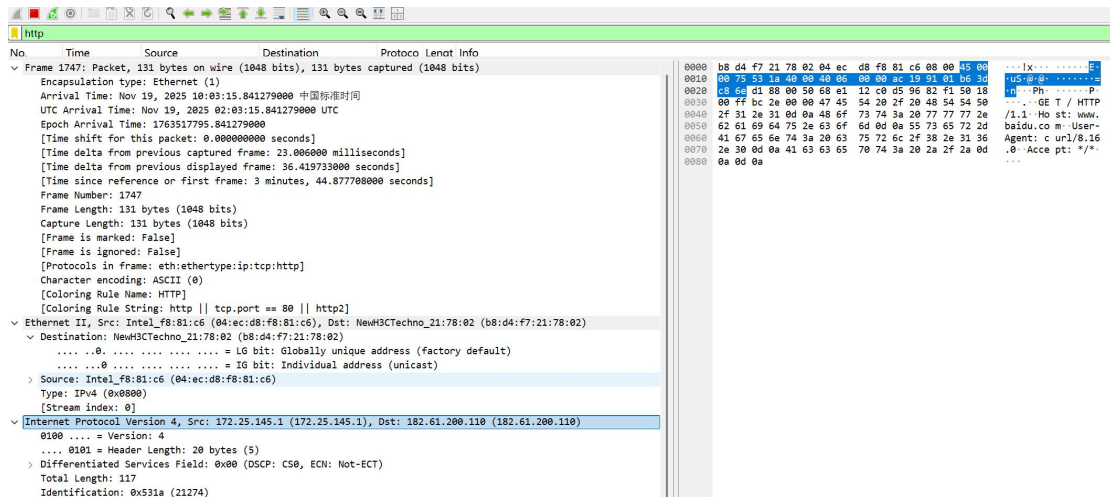 http
No. Time Source Destination Protoco Lengt Info
Frame 1747: Packet, 131 bytes on wire (1048 bits), 131 bytes captured (1048 bits)
Encapsulation type: Ethernet (1)
Arrival Time: Nov 19, 2025 10:03:15.841279000 中国标准时间
UTC Arrival Time: Nov 19, 2025 02:03:15.841279000 UTC
Epoch Arrival Time: 1763517795.841279000
[Time shift for this packet: 0.000000000 seconds]
[Time delta from previous captured frame: 23.006000 milliseconds]
[Time delta from previous displayed frame: 36.419733000 seconds]
[Time since reference or first frame: 3 minutes, 44.877708000 seconds]
Frame Number: 1747
Frame Length: 131 bytes (1048 bits)
Capture Length: 131 bytes (1048 bits)
[Frame is marked: False]
[Frame is ignored: False]
[Protocols in frame: eth:ethertype:ip:tcp:http]
Character encoding: ASCII (0)
[Coloring Rule Name: HTTP]
[Coloring Rule String: http || tcp.port == 80 || http2]
Ethernet II, Src: Intel_f8:81:c6 (04:ec:d8:f8:81:c6), Dst: NewH3CTechno_21:78:02 (b8:d4:f7:21:78:02)
Destination: NewH3CTechno_21:78:02 (b8:d4:f7:21:78:02)
.... ..0. .... .... .... .... = LG bit: Globally unique address (factory default)
.... ...0 .... .... .... .... = IG bit: Individual address (unicast)
Source: Intel_f8:81:c6 (04:ec:d8:f8:81:c6)
Type: IPv4 (0x0800)
[Stream index: 0]
Internet Protocol Version 4, Src: 172.25.145.1 (172.25.145.1), Dst: 182.61.200.110 (182.61.200.110)
0100 .... = Version: 4
.... 0101 = Header Length: 20 bytes (5)
Differentiated Services Field: 0x00 (DSCP: CS0, ECN: Not-ECT)
Total Length: 117
Identification: 0x531a (21274)
0000 b8 d4 f7 21 78 02 04 ec d8 f8 81 c6 08 00 45 00 ···!x··· ······E·
0010 00 75 53 1a 40 00 40 06 00 00 ac 19 91 01 b6 3d ·uS·@·@· ·······=
0020 c8 6e d1 88 00 50 68 e1 12 c0 d5 96 82 f1 50 18 ·n···Ph· ······P·
0030 00 ff bc 2e 00 00 47 45 54 20 2f 20 48 54 54 50 ···.··GE T / HTTP
0040 2f 31 2e 31 0d 0a 48 6f 73 74 3a 20 77 77 77 2e /1.1··Ho st: www.
0050 62 61 69 64 75 2e 63 6f 6d 0d 0a 55 73 65 72 2d baidu.co m··User-
0060 41 67 65 6e 74 3a 20 63 75 72 6c 2f 38 2e 31 36 Agent: c url/8.16
0070 2e 30 0d 0a 41 63 63 65 70 74 3a 20 2a 2f 2a 0d .0··Acce pt: */*·
0080 0a 0d 0a ···